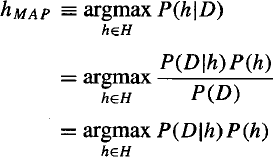 h_MAP ≡ argmax_{h∈H} P(h|D)
= argmax_{h∈H} P(D|h) P(h) / P(D)
= argmax_{h∈H} P(D|h) P(h)